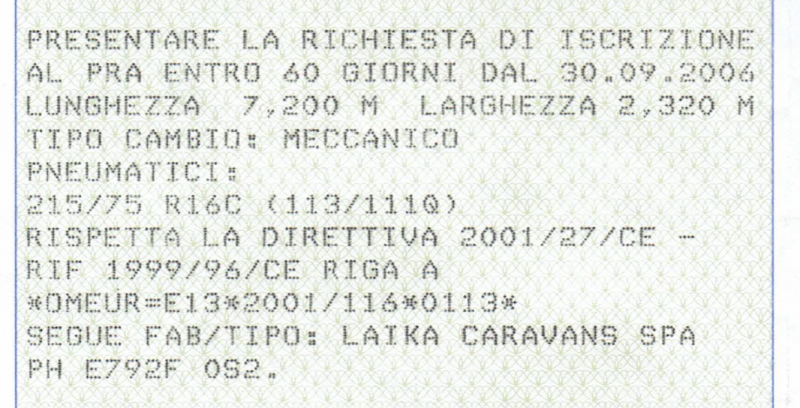 PRESENTARE LA RICHIESTA DI ISCRIZIONE
AL PRA ENTRO 60 GIORNI DAL 30.09.2006
LUNGHEZZA 7,200 M LARGHEZZA 2,320 M
TIPO CAMBIO: MECCANICO
PNEUMATICI:
215/75 R16C (113/111Q)
RISPETTA LA DIRETTIVA 2001/27/CE -
RIF 1999/96/CE RIGA A
*OMEUR=E13*2001/116*0113*
SEGUE FAB/TIPO: LAIKA CARAVANS SPA
PH E792F OS2.